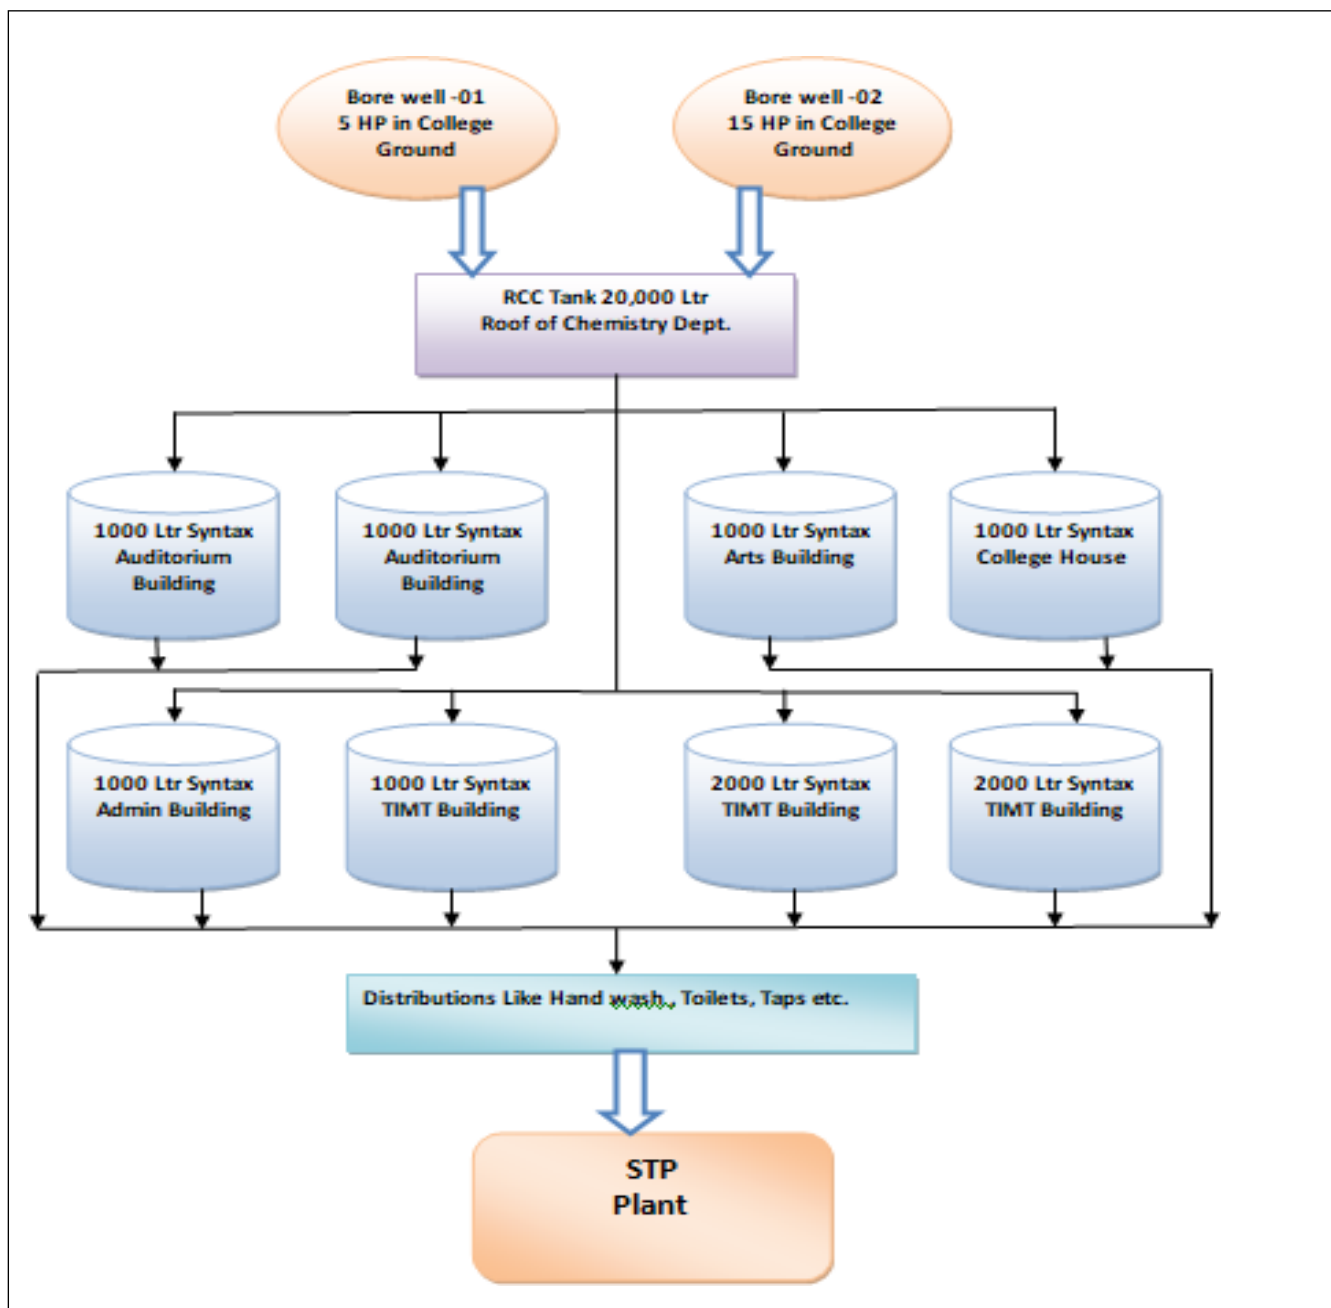 Bore well -01
5 HP in College
Ground
Bore well -02
15 HP in College
Ground
RCC Tank 20,000 Ltr
Roof of Chemistry Dept.
1000 Ltr Syntax
Auditorium
Building
1000 Ltr Syntax
Auditorium
Building
1000 Ltr Syntax
Arts Building
1000 Ltr Syntax
College House
1000 Ltr Syntax
Admin Building
1000 Ltr Syntax
TIMT Building
2000 Ltr Syntax
TIMT Building
2000 Ltr Syntax
TIMT Building
Distributions Like Hand wash , Toilets, Taps etc.
STP
Plant